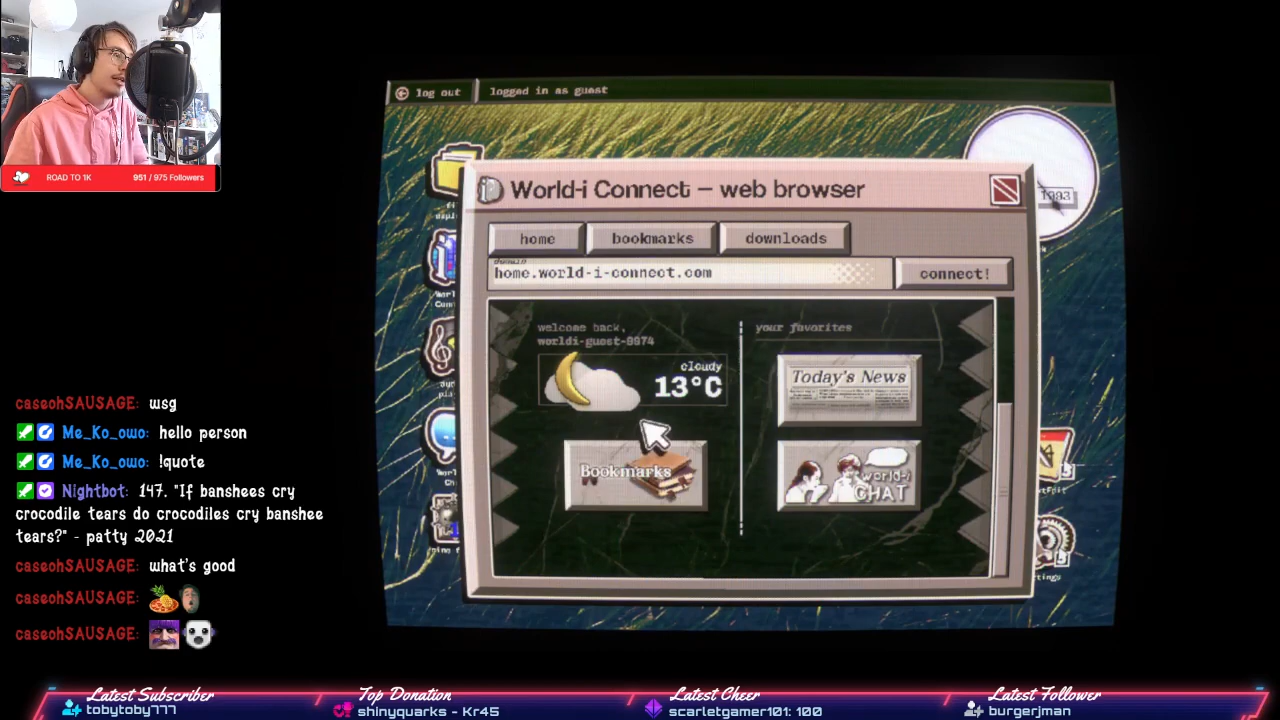 ROAD TO 1K 951 / 975 Followers
log out logged in as guest
1993
World-i Connect – web browser
home bookmarks downloads
domain
home.world-i-connect.com connect!
welcome back,
worldi-guest-9974
cloudy
13°C
Bookmarks
your favorites
Today's News
world-i
CHAT
caseohSAUSAGE: wsg
Me_Ko_owo: hello person
Me_Ko_owo: !quote
Nightbot: 147. "If banshees cry
crocodile tears do crocodiles cry banshee
tears?" - patty 2021
caseohSAUSAGE: what's good
caseohSAUSAGE:
caseohSAUSAGE:
Latest Subscriber
tobytoby777
Top Donation
shinyquarks - Kr45
Latest Cheer
scarletgamer101: 100
Latest Follower
burgerjman